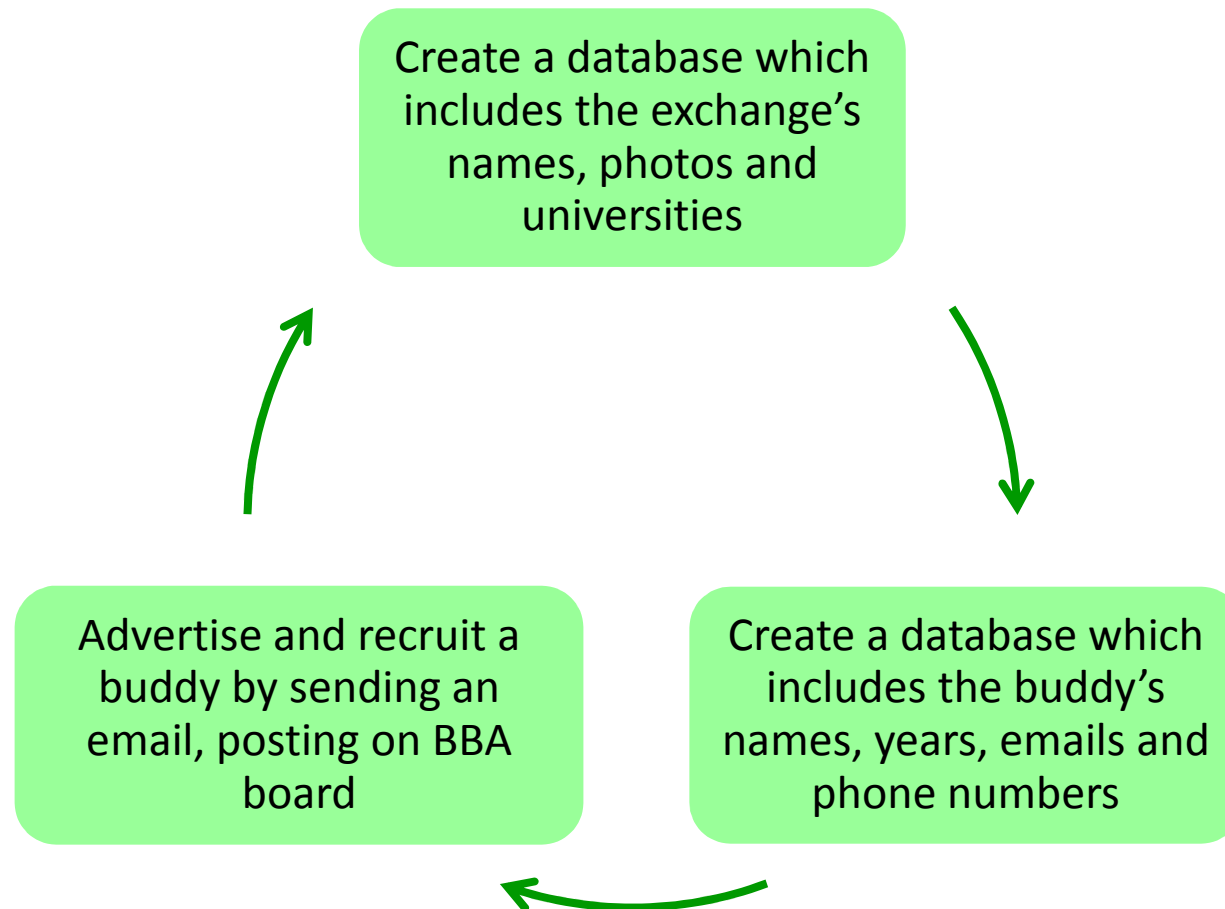 Create a database which
includes the exchange’s
names, photos and
universities
Create a database which
includes the buddy’s
names, years, emails and
phone numbers
Advertise and recruit a
buddy by sending an
email, posting on BBA
board